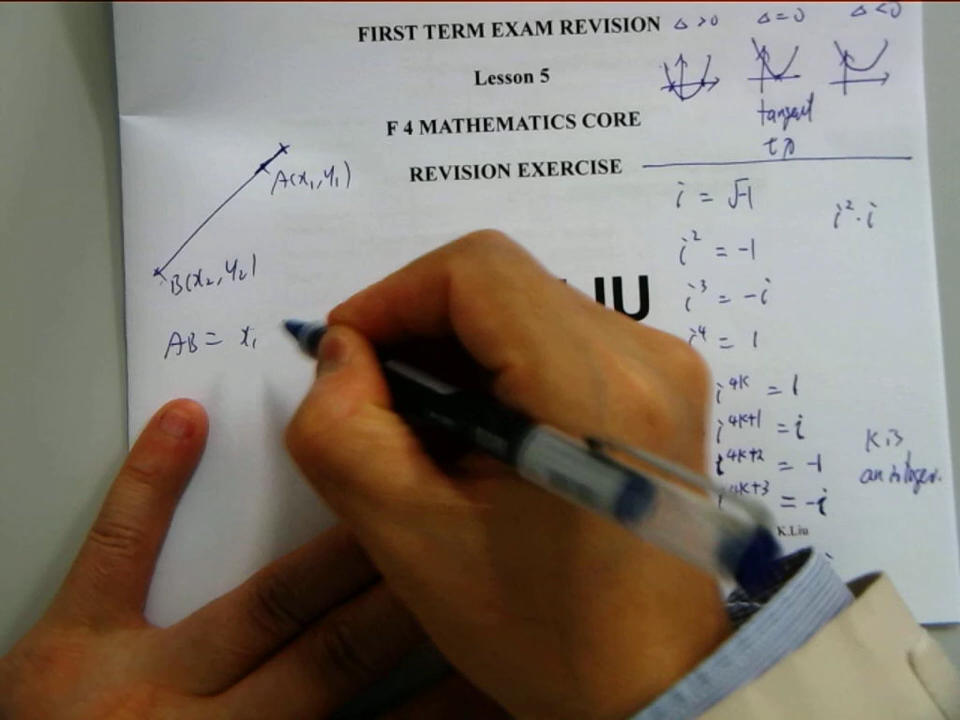 FIRST TERM EXAM REVISION
Lesson 5
F 4 MATHEMATICS CORE
REVISION EXERCISE
Δ > 0 Δ = 0 Δ < 0
tangent
A(x₁, y₁)
B(x₂, y₂)
AB = x₁
i = √-1
i² · i
i² = -1
i³ = -i
i⁴ = 1
i⁴ᴷ = 1
i⁴ᴷ⁺¹ = i
i⁴ᴷ⁺² = -1
i⁴ᴷ⁺³ = -i
K is
an integer.
K.Liu